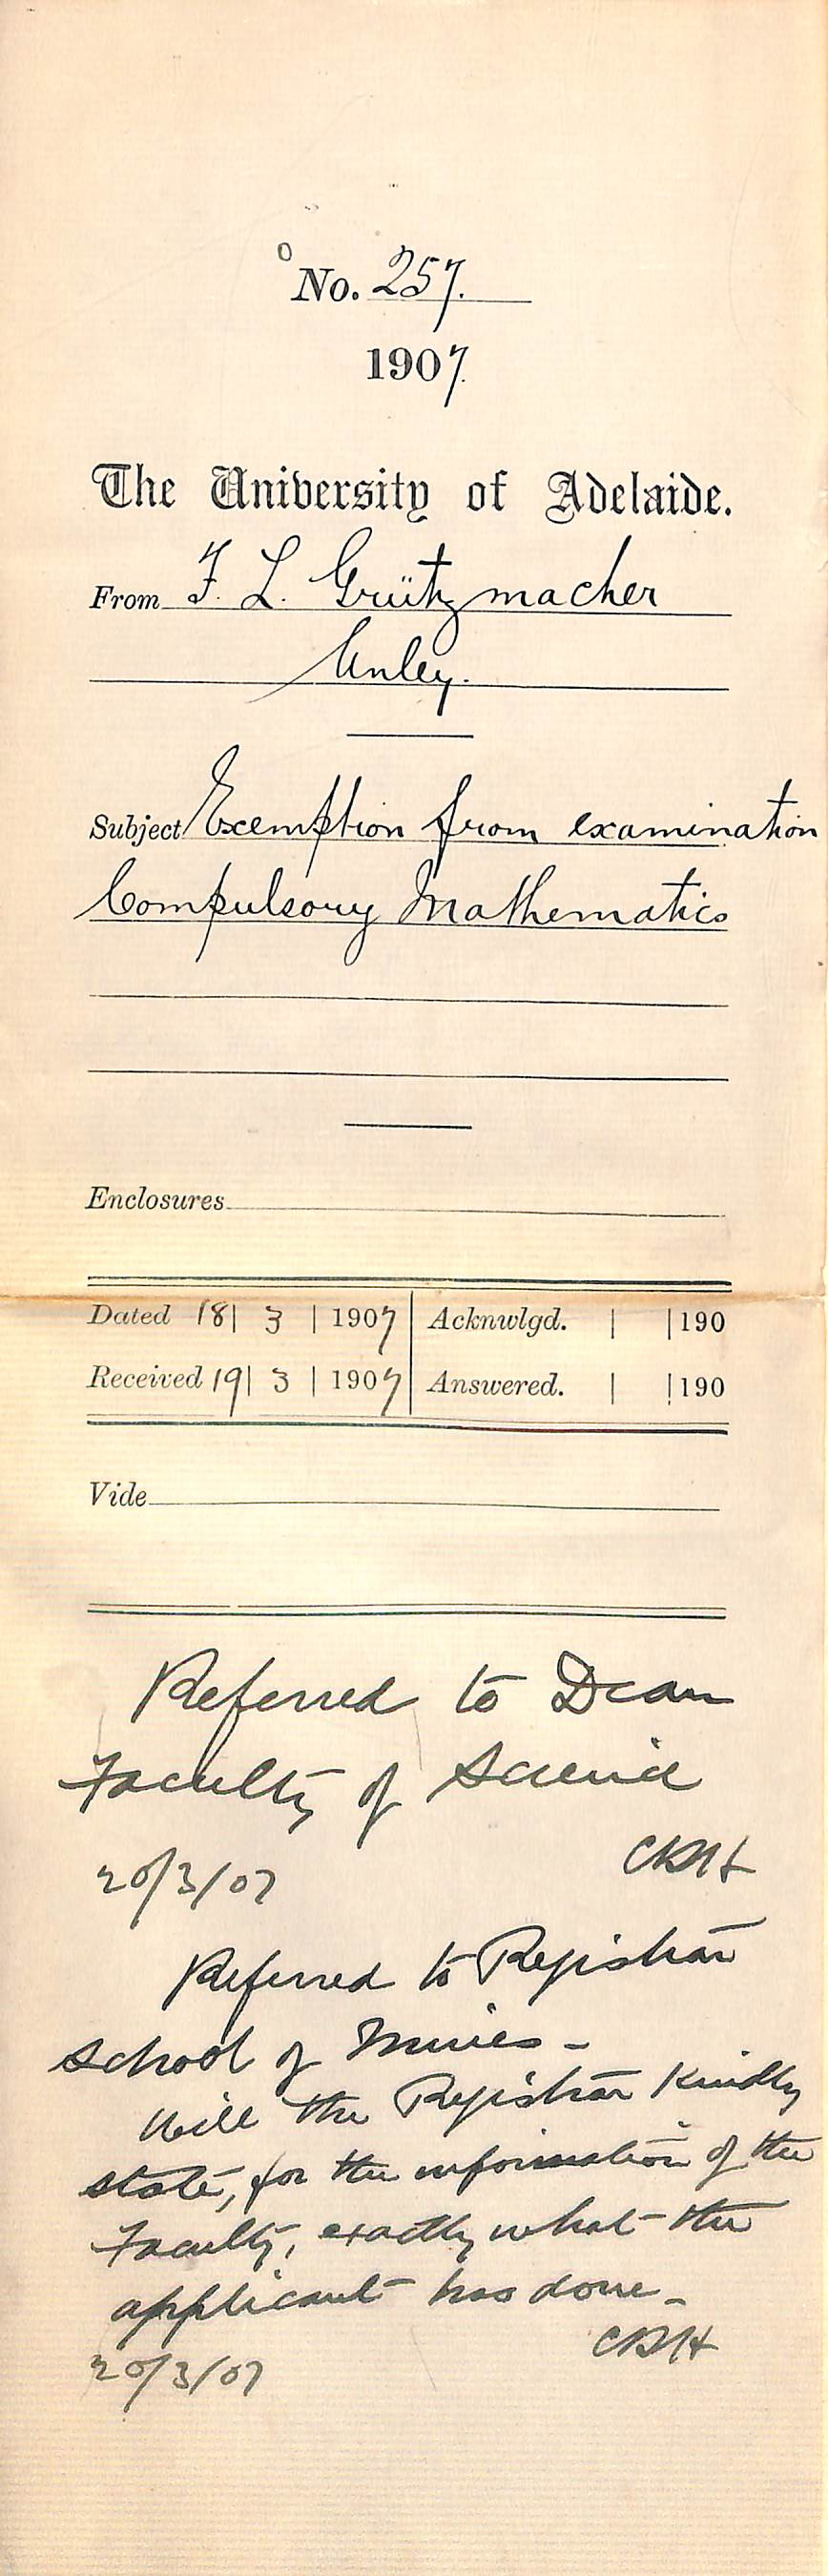 No. 257.
1907.
The University of Adelaide.
From F. L. Grützmacher
Unley.
Subject Exemption from examination
Compulsory Mathematics
Enclosures
Dated 18| 3 | 1907 Acknwlgd. | |190
Received 19| 3 | 1907 Answered. | |190
Vide
Referred to Dean
Faculty of Science
20/3/07
Referred to Registrar
School of Mines -
Will the Registrar kindly
state, for the information of the
Faculty, exactly what the
applicant has done -
20/3/07